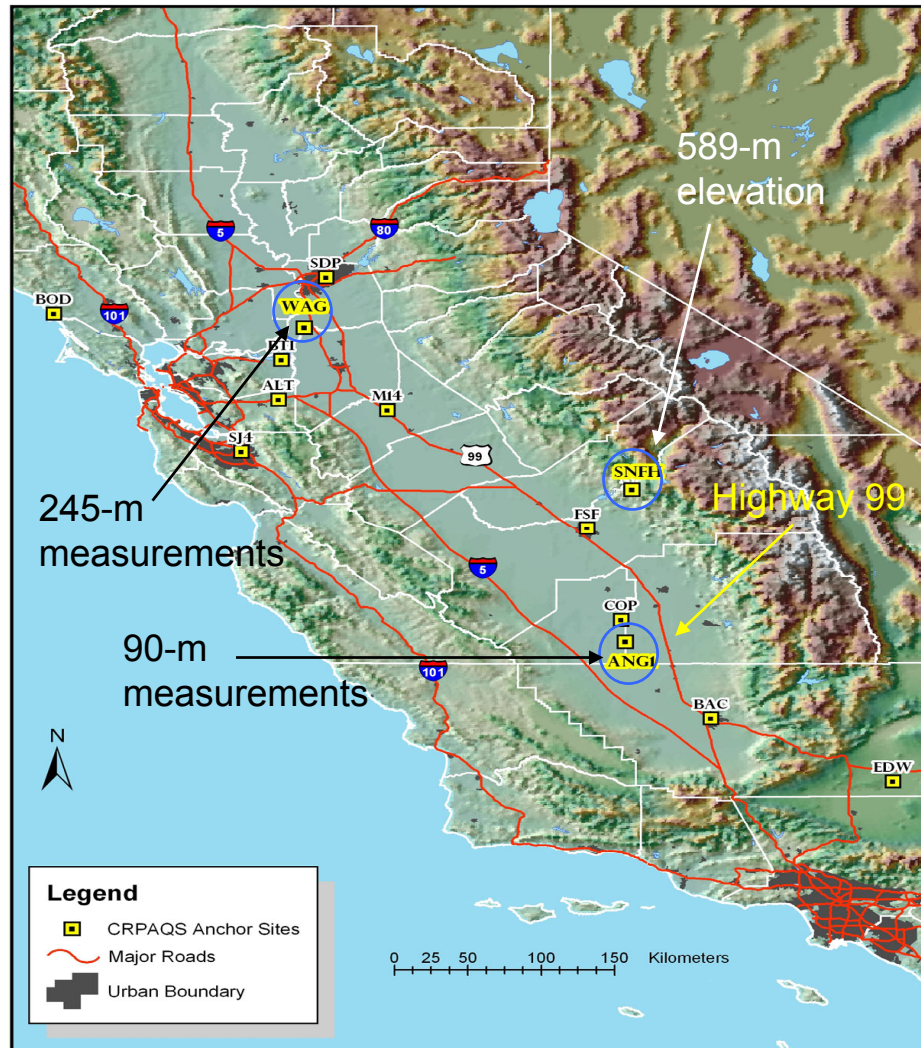 589-m
elevation
5
80
SDP
BOD
WAG
101
BTI
ALT
M14
SJ4
99
SNFH
Highway 99
245-m
measurements
FSF
5
COP
90-m
measurements
ANG1
101
BAC
N
EDW
Legend
CRPAQS Anchor Sites
Major Roads
Urban Boundary
0 25 50 100 150 Kilometers